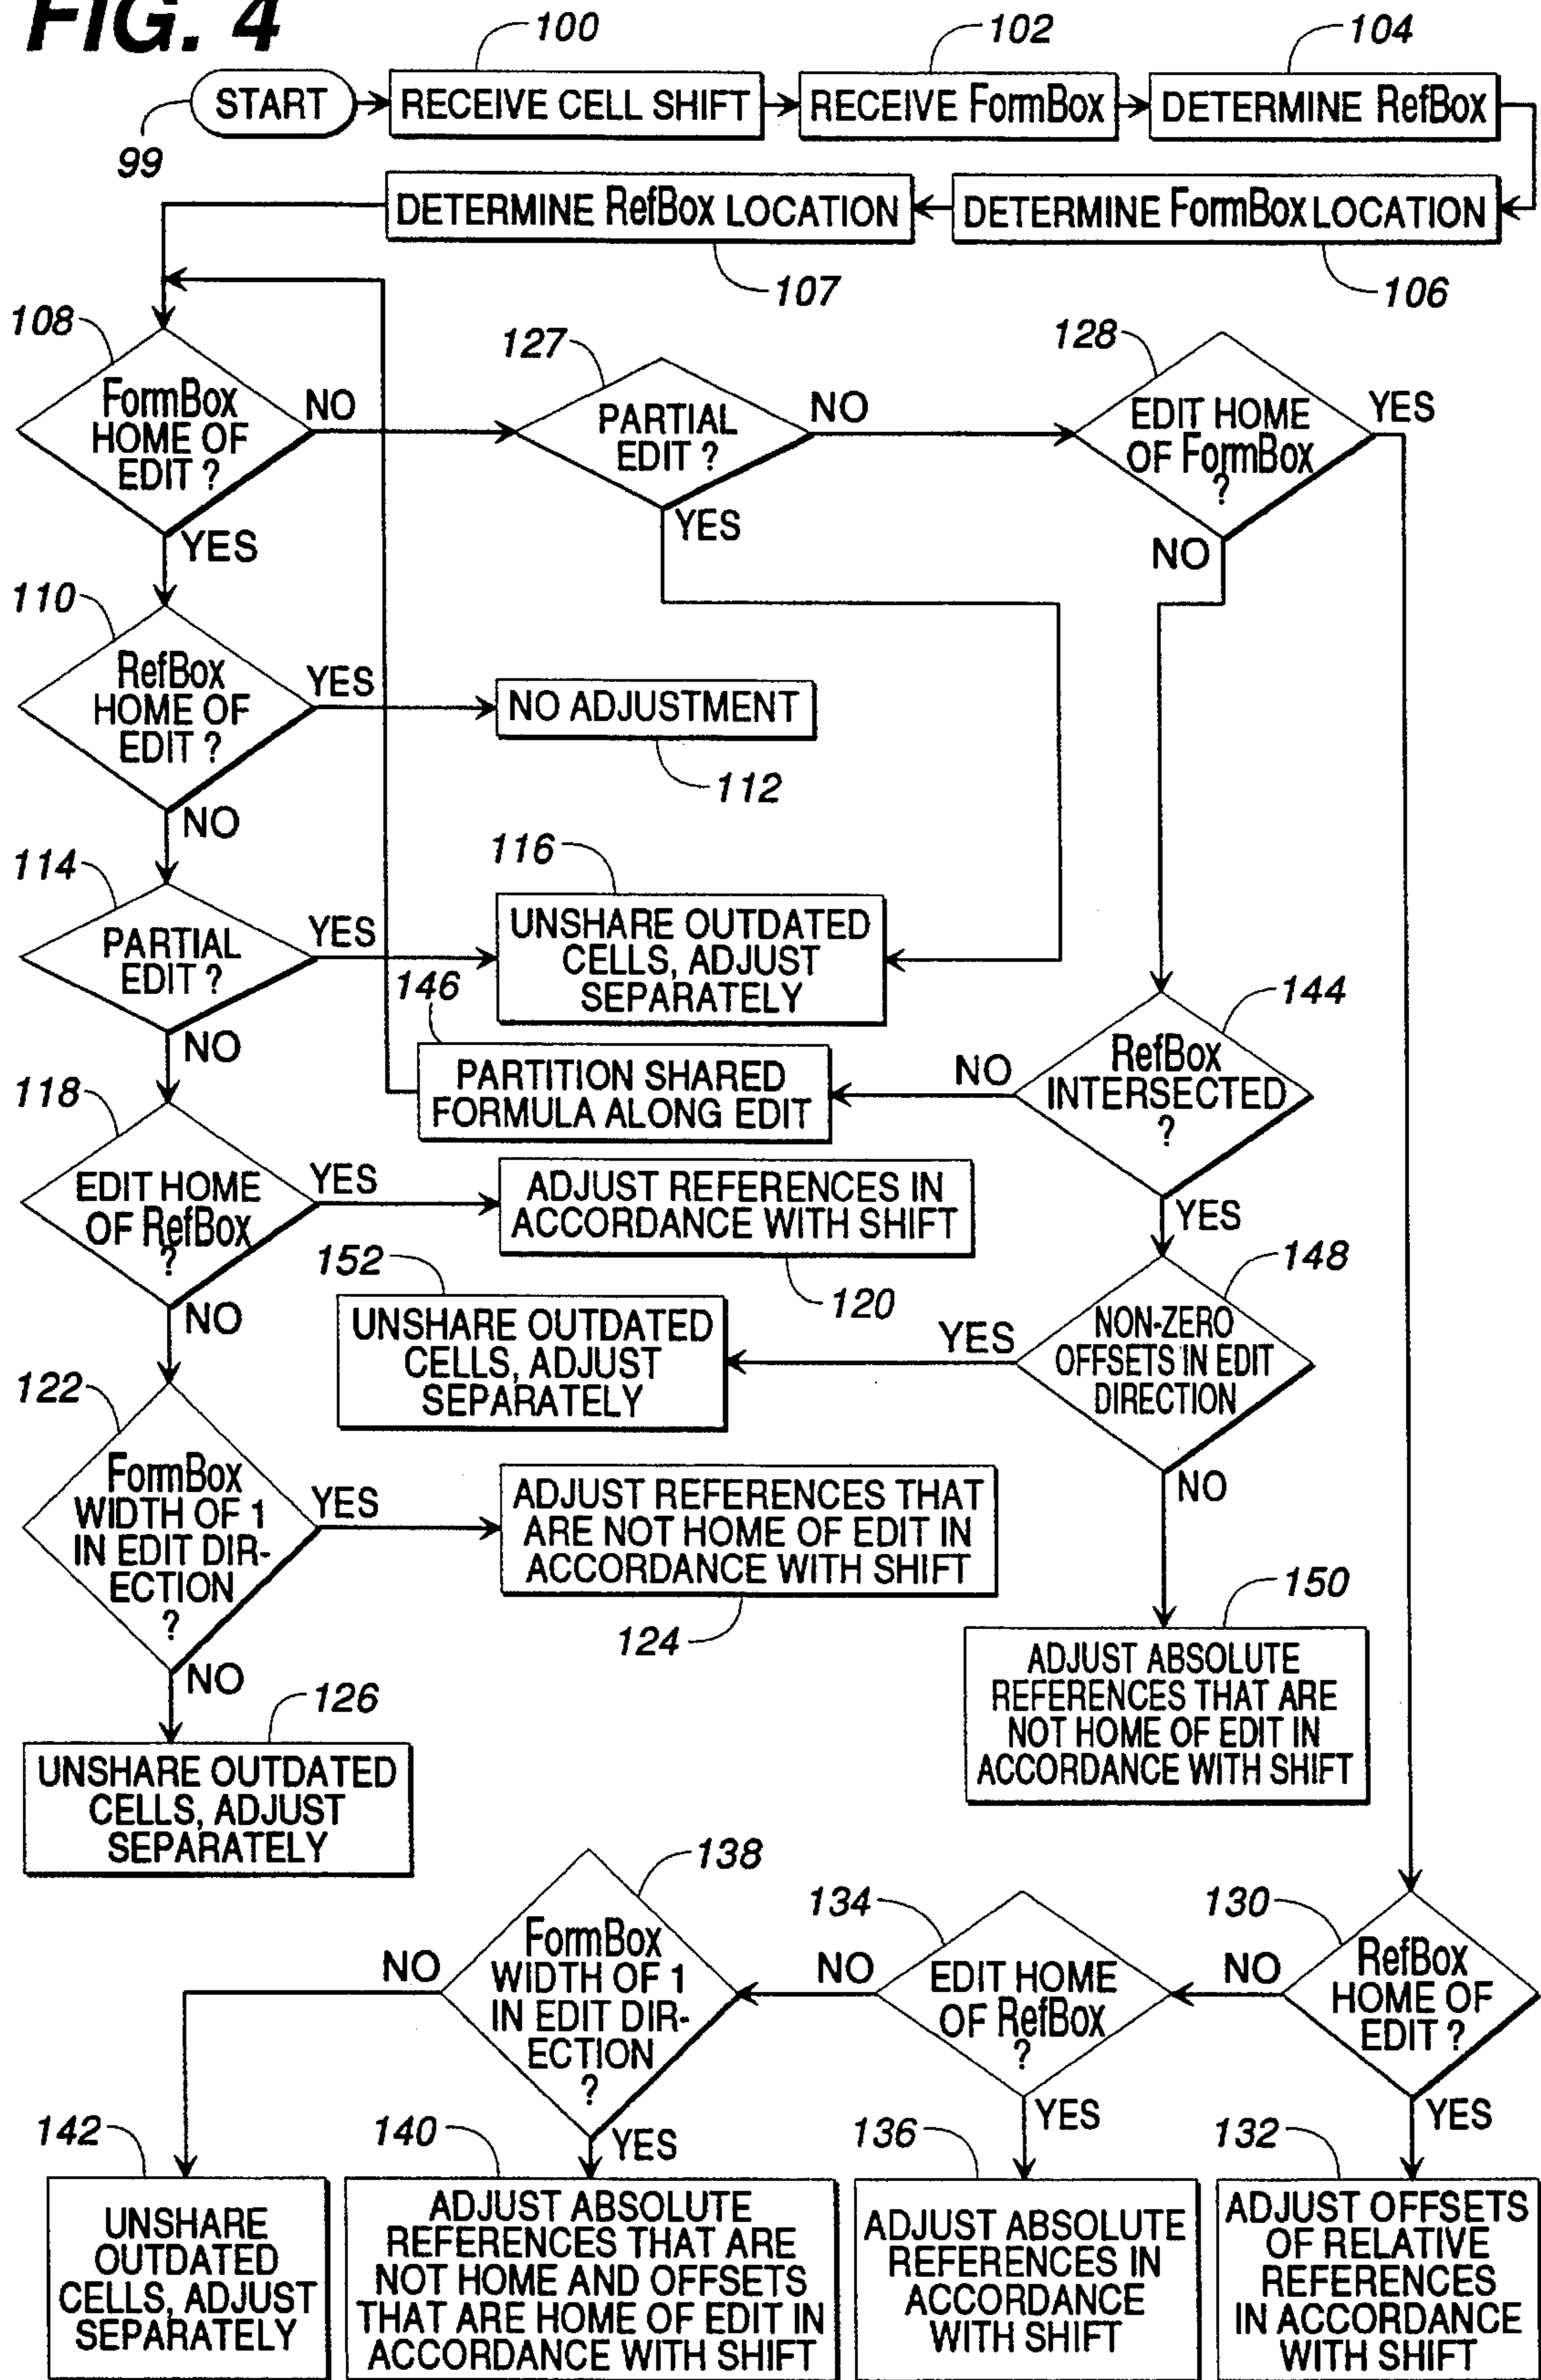 FIG. 4
100
102
104
START
RECEIVE CELL SHIFT
RECEIVE FormBox
DETERMINE RefBox
99
DETERMINE RefBox LOCATION
DETERMINE FormBox LOCATION
107
106
108
127
128
FormBox
HOME OF
EDIT ?
NO
PARTIAL
EDIT ?
NO
EDIT HOME
OF FormBox
?
YES
YES
YES
NO
110
RefBox
HOME OF
EDIT ?
YES
NO ADJUSTMENT
112
NO
114
116
PARTIAL
EDIT ?
YES
UNSHARE OUTDATED
CELLS, ADJUST
SEPARATELY
146
144
NO
PARTITION SHARED
FORMULA ALONG EDIT
NO
RefBox
INTERSECTED
?
118
EDIT HOME
OF RefBox
?
YES
ADJUST REFERENCES IN
ACCORDANCE WITH SHIFT
YES
152
120
148
NO
UNSHARE OUTDATED
CELLS, ADJUST
SEPARATELY
YES
NON-ZERO
OFFSETS IN EDIT
DIRECTION
122
FormBox
WIDTH OF 1
IN EDIT DIR-
ECTION
?
YES
ADJUST REFERENCES THAT
ARE NOT HOME OF EDIT IN
ACCORDANCE WITH SHIFT
NO
124
150
NO
126
ADJUST ABSOLUTE
REFERENCES THAT ARE
NOT HOME OF EDIT IN
ACCORDANCE WITH SHIFT
UNSHARE OUTDATED
CELLS, ADJUST
SEPARATELY
138
134
130
NO
FormBox
WIDTH OF 1
IN EDIT DIR-
ECTION
?
NO
EDIT HOME
OF RefBox
?
NO
RefBox
HOME OF
EDIT ?
142
140
YES
136
YES
132
YES
UNSHARE
OUTDATED
CELLS, ADJUST
SEPARATELY
ADJUST ABSOLUTE
REFERENCES THAT ARE
NOT HOME AND OFFSETS
THAT ARE HOME OF EDIT IN
ACCORDANCE WITH SHIFT
ADJUST ABSOLUTE
REFERENCES IN
ACCORDANCE
WITH SHIFT
ADJUST OFFSETS
OF RELATIVE
REFERENCES
IN ACCORDANCE
WITH SHIFT